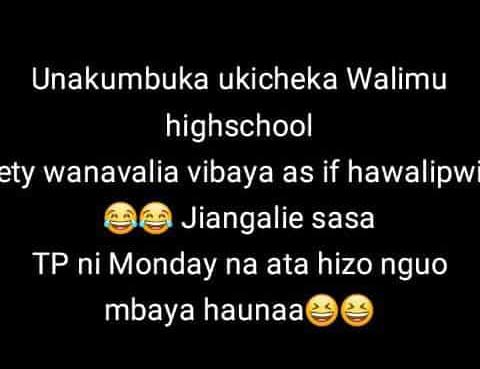 Unakumbuka ukicheka Walimu
highschool
ety wanavalia vibaya as if hawalipwi
😂😂 Jiangalie sasa
TP ni Monday na ata hizo nguo
mbaya haunaa😆😆